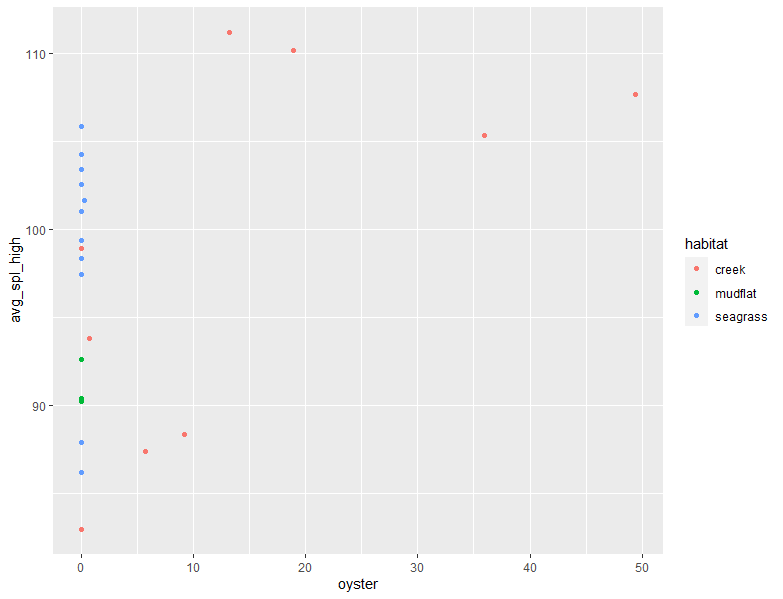 110
100
90
avg_spl_high
0 10 20 30 40 50
oyster
habitat
creek
mudflat
seagrass